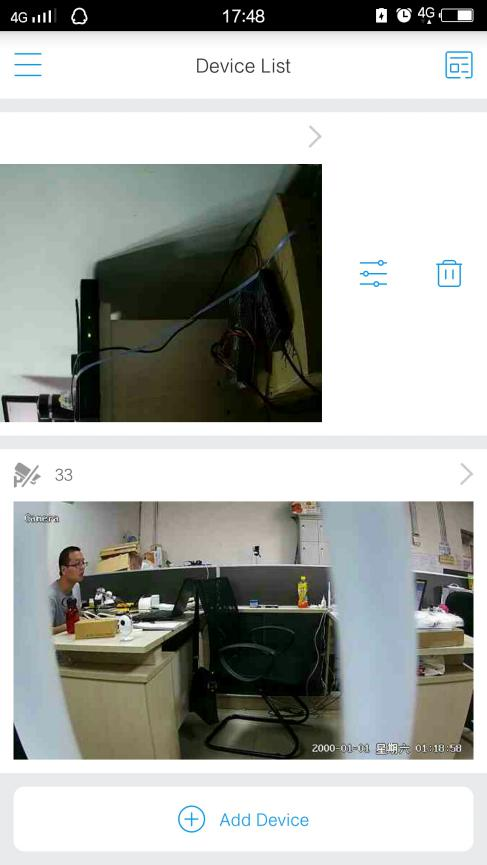 4G 17:48 4G
Device List
33
Camera
2000-01-01 星期六 01:18:58
Add Device